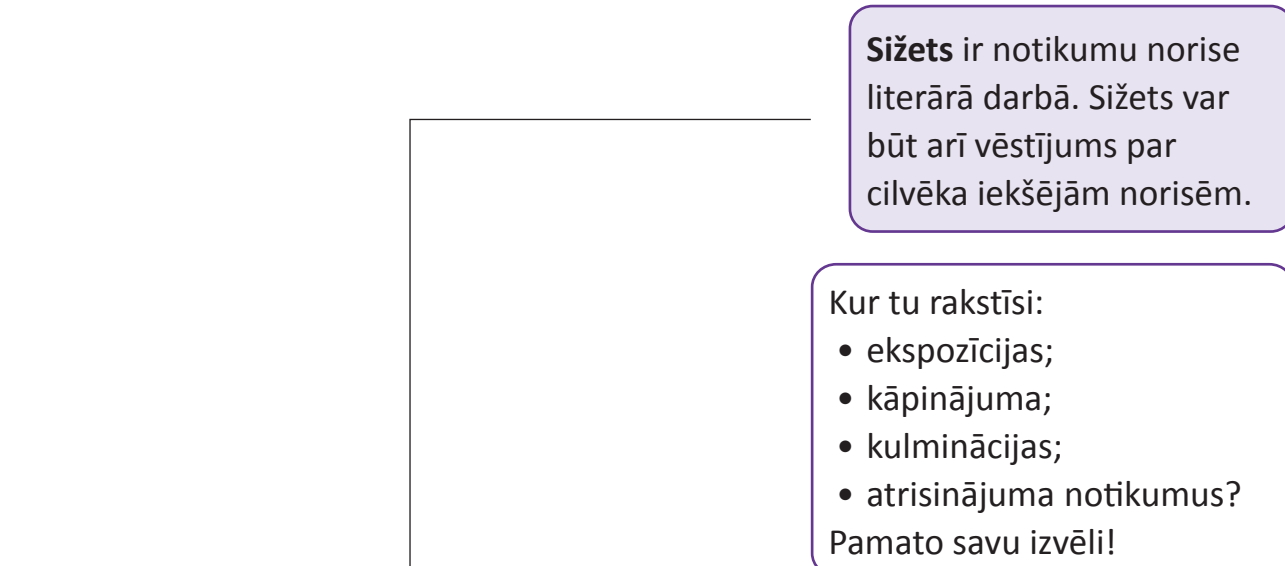 Sižets ir notikumu norise
literārā darbā. Sižets var
būt arī vēstījums par
cilvēka iekšējām norisēm.
Kur tu rakstīsi:
• ekspozīcijas;
• kāpinājuma;
• kulminācijas;
• atrisinājuma notikumus?
Pamato savu izvēli!